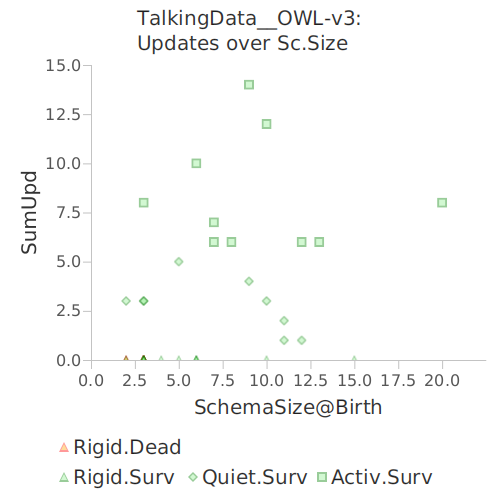 TalkingData__OWL-v3:
Updates over Sc.Size
15.0
12.5
10.0
7.5
5.0
2.5
0.0
SumUpd
0.0 2.5 5.0 7.5 10.0 12.5 15.0 17.5 20.0
SchemaSize@Birth
Rigid.Dead
Rigid.Surv Quiet.Surv Activ.Surv